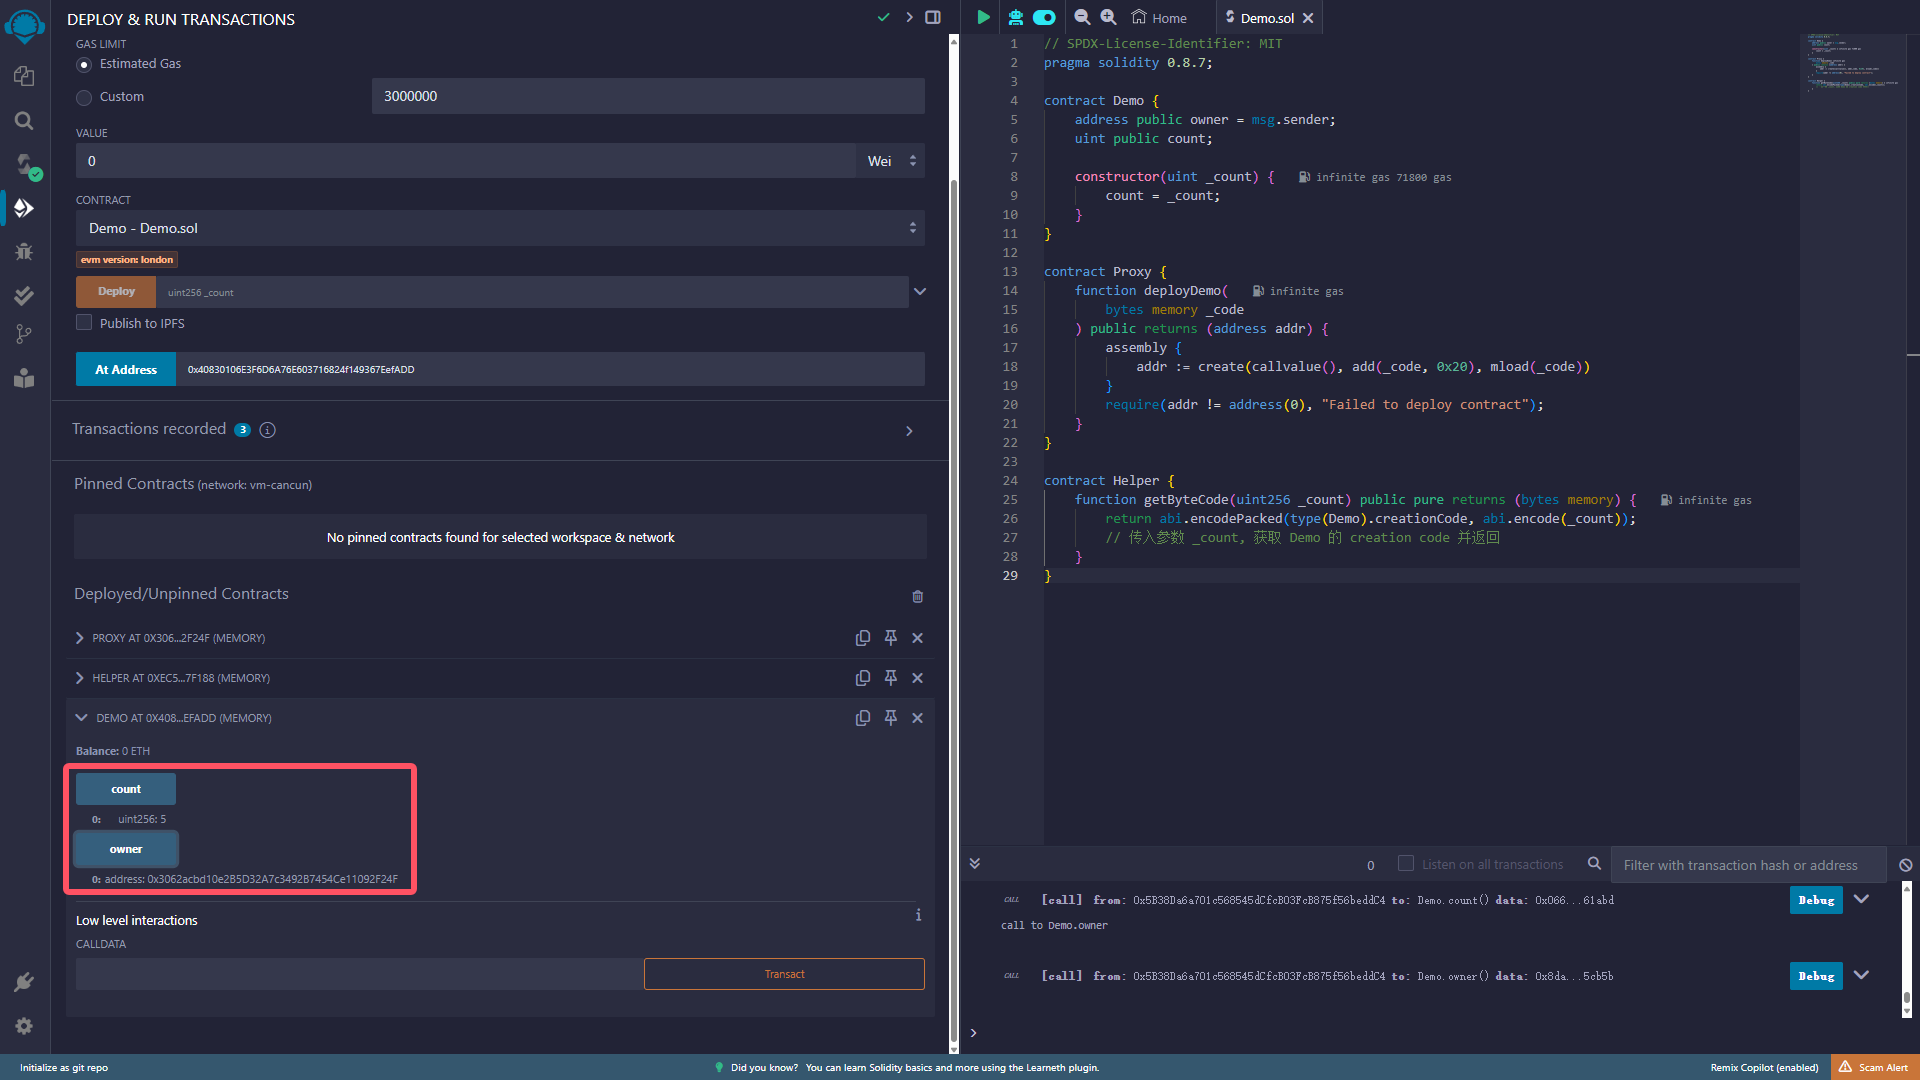 DEPLOY & RUN TRANSACTIONS
GAS LIMIT
Estimated Gas
Custom
3000000
VALUE
0
Wei
CONTRACT
Demo - Demo.sol
evm version: london
Deploy
uint256 _count
Publish to IPFS
At Address
0x40830106E3F6D6A76E603716824f149367EefADD
Transactions recorded 3
Pinned Contracts (network: vm-cancun)
No pinned contracts found for selected workspace & network
Deployed/Unpinned Contracts
PROXY AT 0X306...2F24F (MEMORY)
HELPER AT 0XEC5...7F188 (MEMORY)
DEMO AT 0X408...EFADD (MEMORY)
Balance: 0 ETH
count
0: uint256: 5
owner
0: address: 0x3062acbd10e2B5D32A7c3492B7454Ce11092F24F
Low level interactions
CALLDATA
Transact
Home
Demo.sol
1 // SPDX-License-Identifier: MIT
2 pragma solidity 0.8.7;
3
4 contract Demo {
5 address public owner = msg.sender;
6 uint public count;
7
8 constructor(uint _count) { infinite gas 71800 gas
9 count = _count;
10 }
11 }
12
13 contract Proxy {
14 function deployDemo( infinite gas
15 bytes memory _code
16 ) public returns (address addr) {
17 assembly {
18 addr := create(callvalue(), add(_code, 0x20), mload(_code))
19 }
20 require(addr != address(0), "Failed to deploy contract");
21 }
22 }
23
24 contract Helper {
25 function getByteCode(uint256 _count) public pure returns (bytes memory) { infinite gas
26 return abi.encodePacked(type(Demo).creationCode, abi.encode(_count));
27 // 传入参数 _count, 获取 Demo 的 creation code 并返回
28 }
29 }
0
Listen on all transactions
Filter with transaction hash or address
CALL [call] from: 0x5B38Da6a701c568545dCfcB03FcB875f56beddC4 to: Demo.count() data: 0x066...61abd
Debug
call to Demo.owner
CALL [call] from: 0x5B38Da6a701c568545dCfcB03FcB875f56beddC4 to: Demo.owner() data: 0x8da...5cb5b
Debug
>
Initialize as git repo
Did you know? You can learn Solidity basics and more using the Learneth plugin.
Remix Copilot (enabled)
Scam Alert